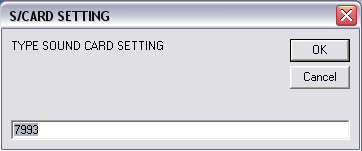 S/CARD SETTING
TYPE SOUND CARD SETTING
OK
Cancel
7993